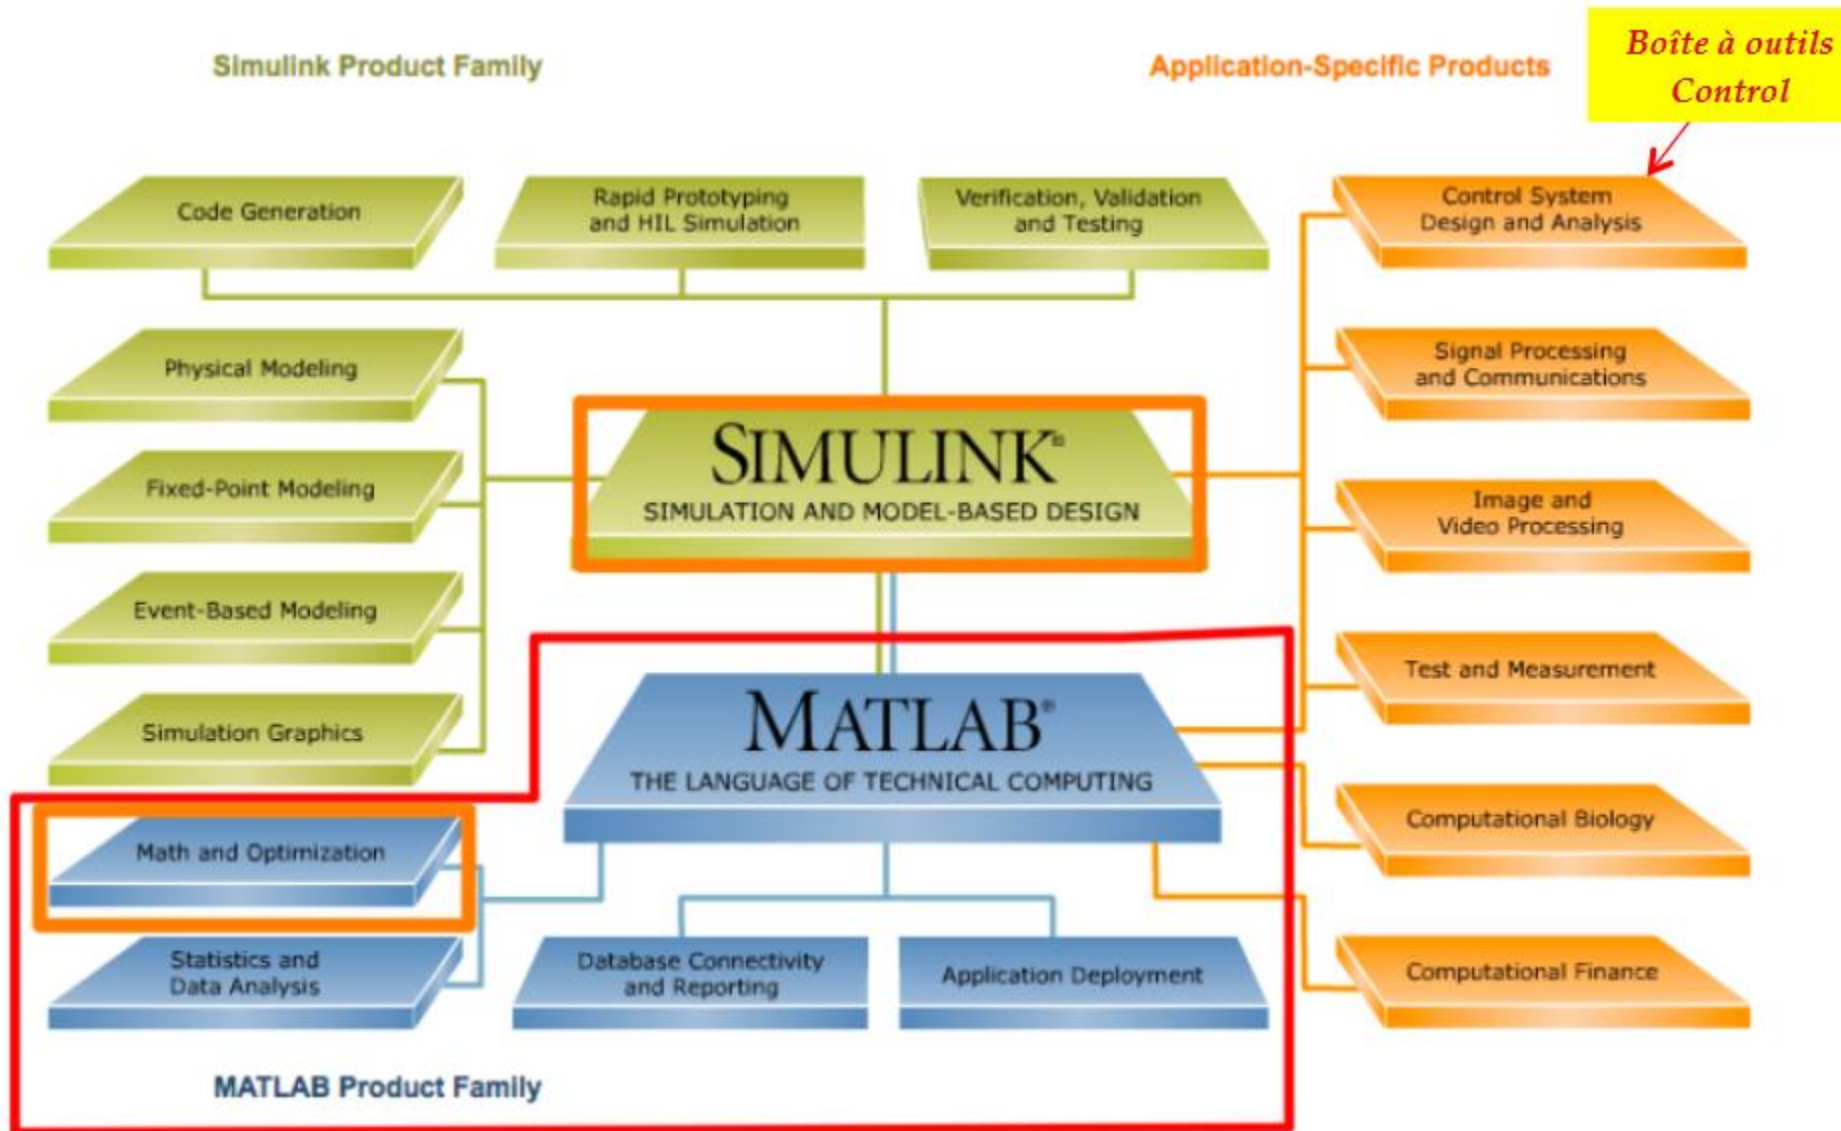 Simulink Product Family
Application-Specific Products
Boîte à outils
Control
Code Generation
Rapid Prototyping
and HIL Simulation
Verification, Validation
and Testing
Control System
Design and Analysis
Physical Modeling
Signal Processing
and Communications
SIMULINK®
SIMULATION AND MODEL-BASED DESIGN
Fixed-Point Modeling
Image and
Video Processing
Event-Based Modeling
Test and Measurement
Simulation Graphics
MATLAB®
THE LANGUAGE OF TECHNICAL COMPUTING
Math and Optimization
Computational Biology
Statistics and
Data Analysis
Database Connectivity
and Reporting
Application Deployment
Computational Finance
MATLAB Product Family